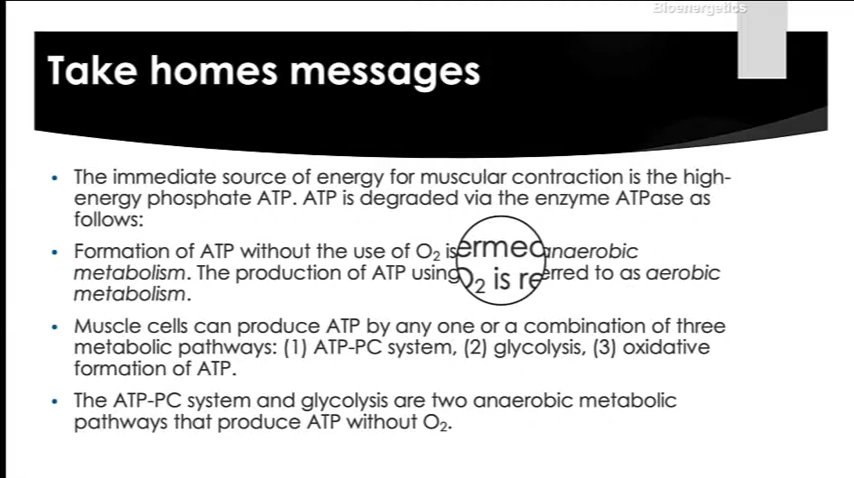 Bioenergetics
Take homes messages
• The immediate source of energy for muscular contraction is the high-
energy phosphate ATP. ATP is degraded via the enzyme ATPase as
follows:
• Formation of ATP without the use of O₂ is ermed anaerobic
metabolism. The production of ATP using O₂ is referred to as aerobic
metabolism.
• Muscle cells can produce ATP by any one or a combination of three
metabolic pathways: (1) ATP-PC system, (2) glycolysis, (3) oxidative
formation of ATP.
• The ATP-PC system and glycolysis are two anaerobic metabolic
pathways that produce ATP without O₂.